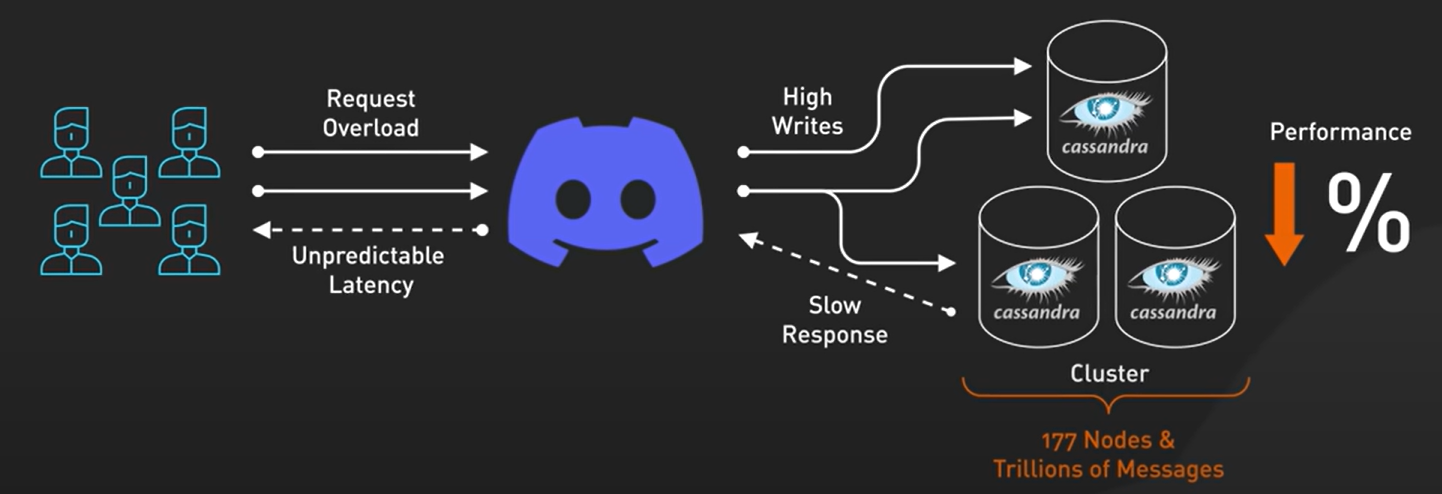 Request
Overload
Unpredictable
Latency
High
Writes
Slow
Response
cassandra
cassandra
cassandra
Cluster
177 Nodes &
Trillions of Messages
Performance
%